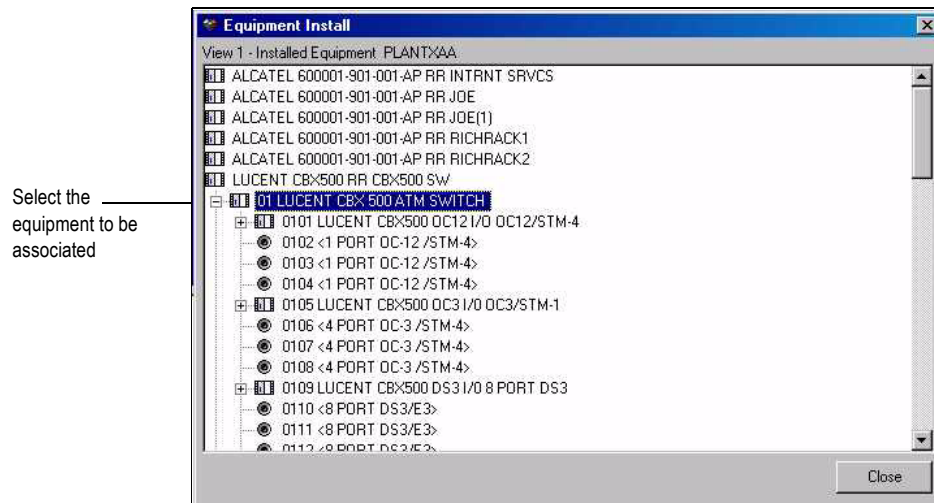 Equipment Install
View 1 - Installed Equipment PLANTXAA
ALCATEL 600001-901-001-AP RR INTRNT SRVCS
ALCATEL 600001-901-001-AP RR JOE
ALCATEL 600001-901-001-AP RR JOE(1)
ALCATEL 600001-901-001-AP RR RICHRACK1
ALCATEL 600001-901-001-AP RR RICHRACK2
LUCENT CBX500 RR CBX500 SW
01 LUCENT CBX 500 ATM SWITCH
0101 LUCENT CBX500 OC12 I/O OC12/STM-4
0102 <1 PORT OC-12 /STM-4>
0103 <1 PORT OC-12 /STM-4>
0104 <1 PORT OC-12 /STM-4>
0105 LUCENT CBX500 OC3 I/0 OC3/STM-1
0106 <4 PORT OC-3 /STM-4>
0107 <4 PORT OC-3 /STM-4>
0108 <4 PORT OC-3 /STM-4>
0109 LUCENT CBX500 DS3 I/0 8 PORT DS3
0110 <8 PORT DS3/E3>
0111 <8 PORT DS3/E3>
0112 <8 PORT DS3/E3>
Close
Select the
equipment to be
associated